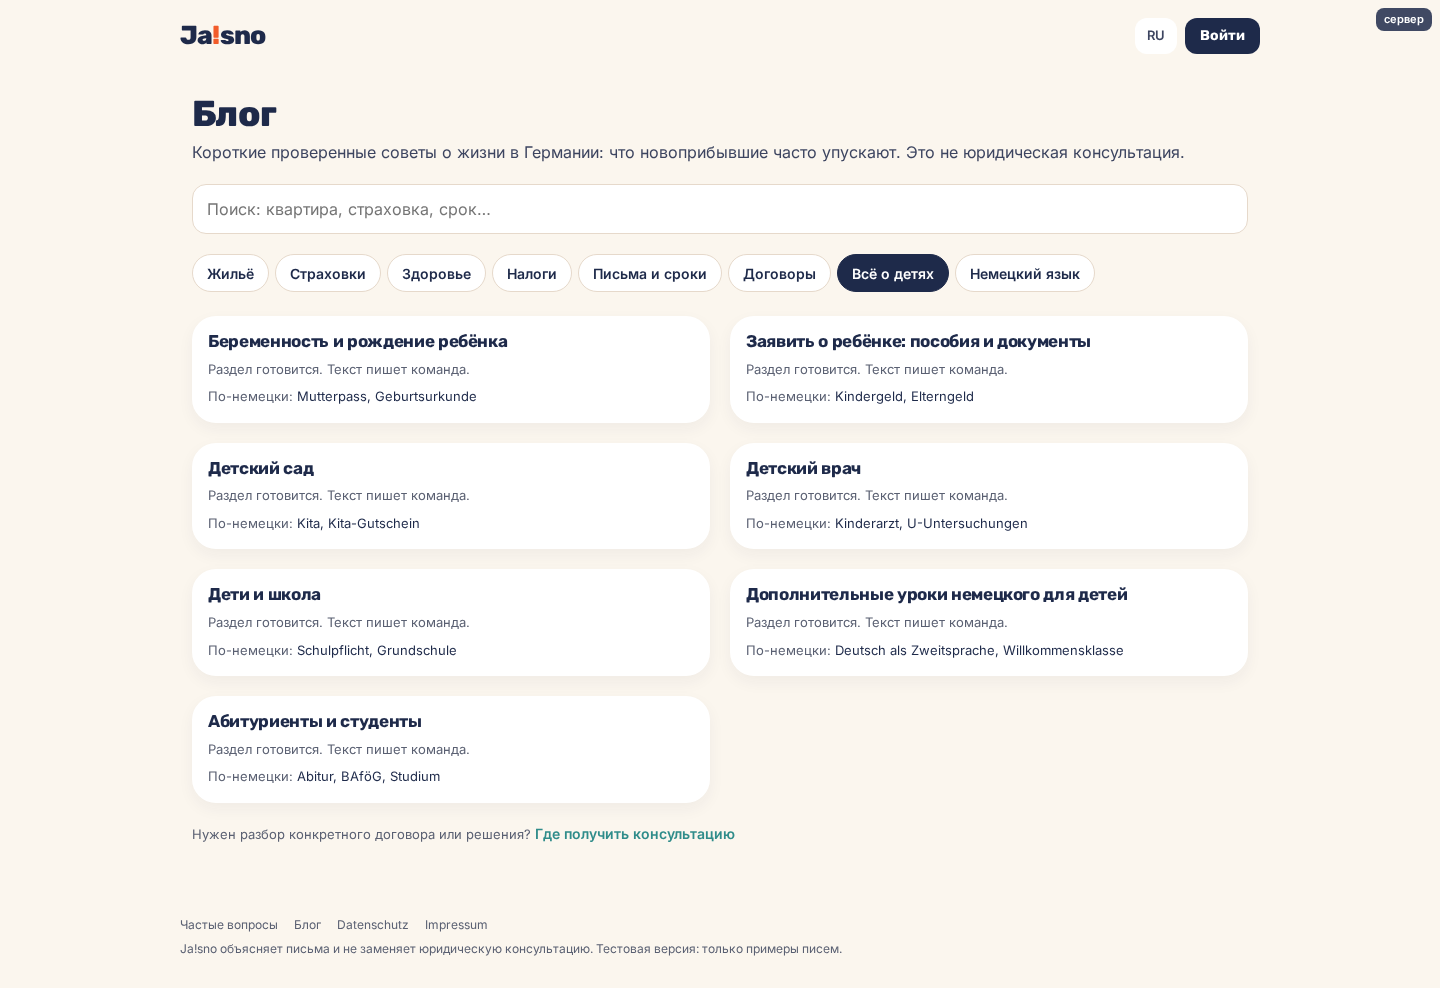 Ja!sno
RU
Войти
сервер
Блог
Короткие проверенные советы о жизни в Германии: что новоприбывшие часто упускают. Это не юридическая консультация.
Поиск: квартира, страховка, срок...
Жильё
Страховки
Здоровье
Налоги
Письма и сроки
Договоры
Всё о детях
Немецкий язык
Беременность и рождение ребёнка
Раздел готовится. Текст пишет команда.
По-немецки: Mutterpass, Geburtsurkunde
Заявить о ребёнке: пособия и документы
Раздел готовится. Текст пишет команда.
По-немецки: Kindergeld, Elterngeld
Детский сад
Раздел готовится. Текст пишет команда.
По-немецки: Kita, Kita-Gutschein
Детский врач
Раздел готовится. Текст пишет команда.
По-немецки: Kinderarzt, U-Untersuchungen
Дети и школа
Раздел готовится. Текст пишет команда.
По-немецки: Schulpflicht, Grundschule
Дополнительные уроки немецкого для детей
Раздел готовится. Текст пишет команда.
По-немецки: Deutsch als Zweitsprache, Willkommensklasse
Абитуриенты и студенты
Раздел готовится. Текст пишет команда.
По-немецки: Abitur, BAföG, Studium
Нужен разбор конкретного договора или решения? Где получить консультацию
Частые вопросы
Блог
Datenschutz
Impressum
Ja!sno объясняет письма и не заменяет юридическую консультацию. Тестовая версия: только примеры писем.